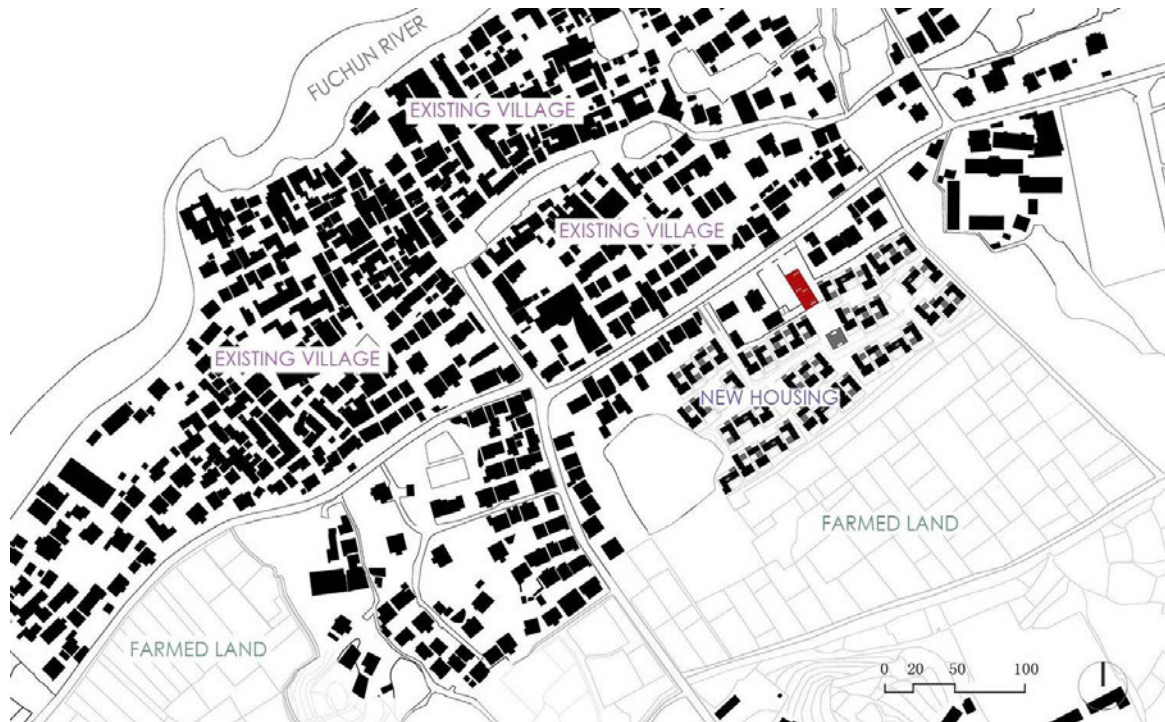 FUCHUN RIVER
EXISTING VILLAGE
EXISTING VILLAGE
EXISTING VILLAGE
NEW HOUSING
FARMED LAND
FARMED LAND
0 20 50 100